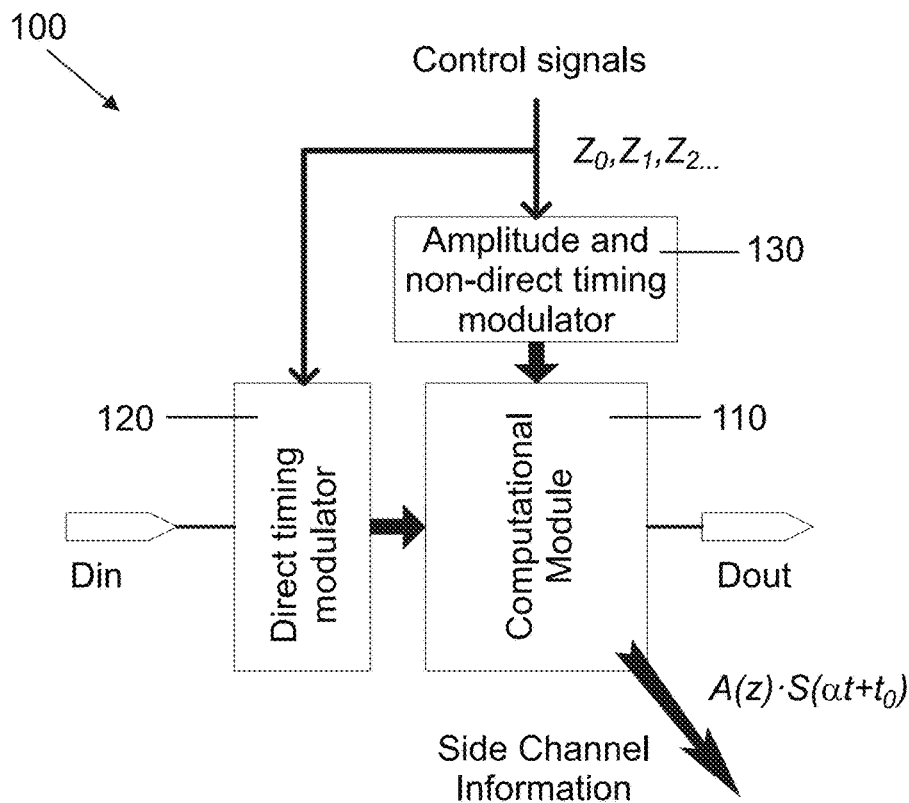 100
Control signals
Z0,Z1,Z2...
Amplitude and
non-direct timing
modulator
130
120
110
Direct timing
modulator
Computational
Module
Din
Dout
A(z)·S(αt+t0)
Side Channel
Information